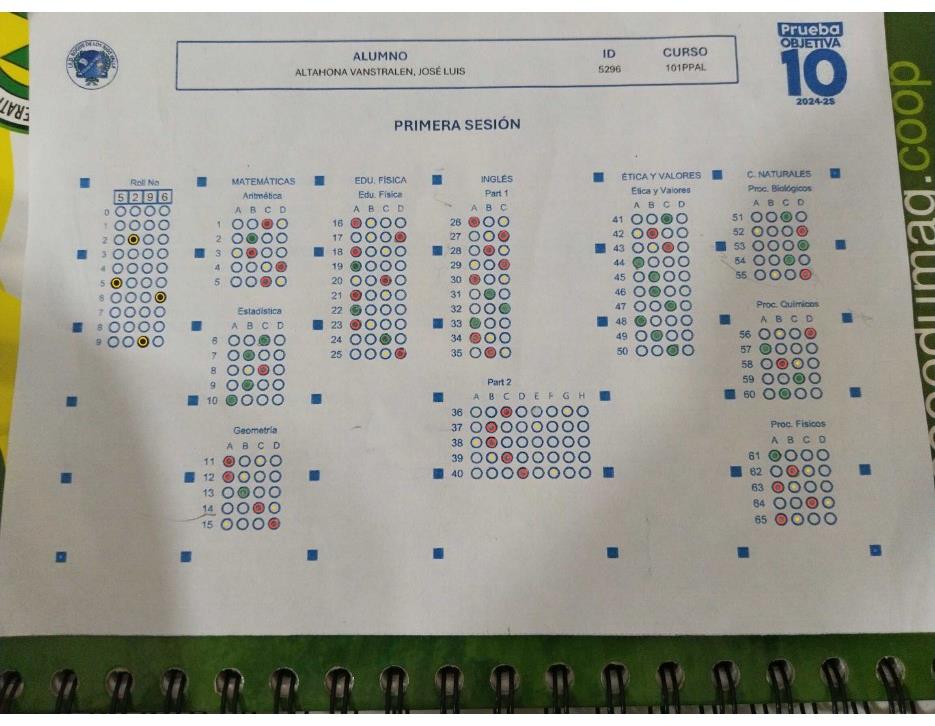 Prueba
OBJETIVA
10
2024-25
ALUMNO
ALTAHONA VANSTRALEN, JOSÉ LUIS
ID
5296
CURSO
101PPAL
PRIMERA SESIÓN
Roll No
5 2 9 6
0
1
2
3
4
5
6
7
8
9
MATEMÁTICAS
Aritmética
A B C D
1
2
3
4
5
Estadística
A B C D
6
7
8
9
10
Geometría
A B C D
11
12
13
14
15
EDU. FÍSICA
Edu. Física
A B C D
16
17
18
19
20
21
22
23
24
25
INGLÉS
Part 1
A B C
26
27
28
29
30
31
32
33
34
35
Part 2
A B C D E F G H
36
37
38
39
40
ÉTICA Y VALORES
Ética y Valores
A B C D
41
42
43
44
45
46
47
48
49
50
C. NATURALES
Proc. Biológicos
A B C D
51
52
53
54
55
Proc. Químicos
A B C D
56
57
58
59
60
Proc. Físicos
A B C D
61
62
63
64
65
edumag.coop